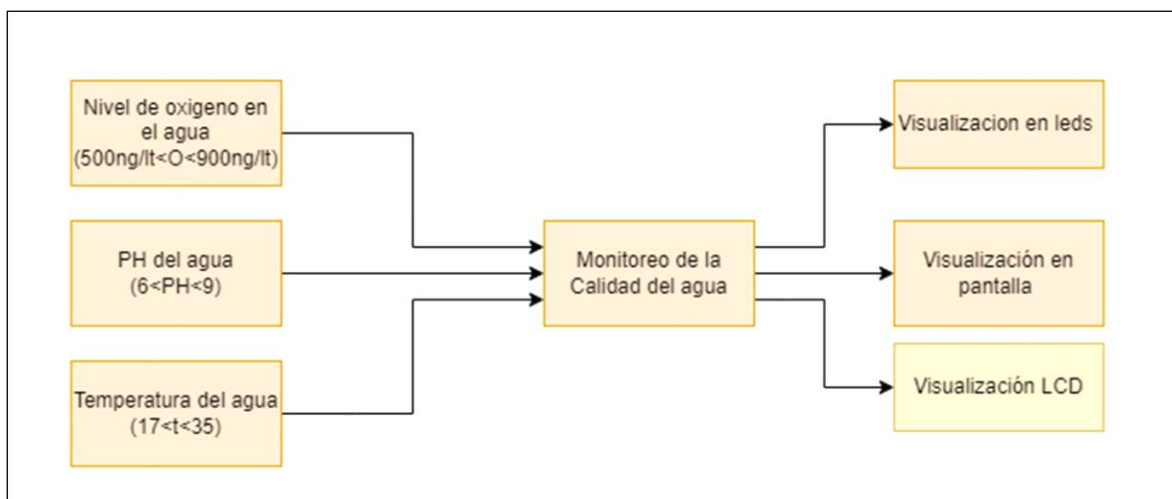 Nivel de oxigeno en
el agua
(500ng/lt<O<900ng/lt)
PH del agua
(6<PH<9)
Temperatura del agua
(17<t<35)
Monitoreo de la
Calidad del agua
Visualizacion en leds
Visualización en
pantalla
Visualización LCD